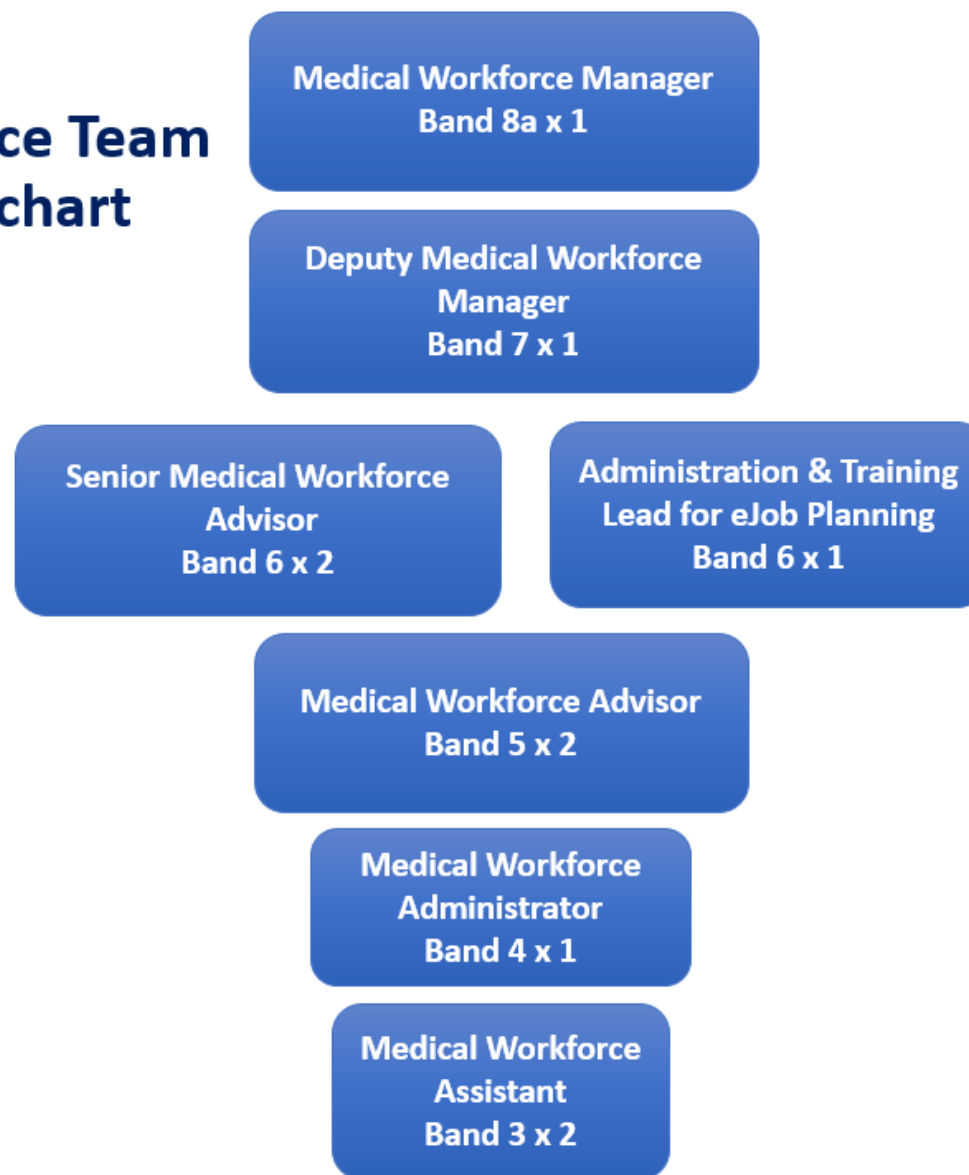 ce Team
chart
Medical Workforce Manager
Band 8a x 1
Deputy Medical Workforce
Manager
Band 7 x 1
Senior Medical Workforce
Advisor
Band 6 x 2
Administration & Training
Lead for eJob Planning
Band 6 x 1
Medical Workforce Advisor
Band 5 x 2
Medical Workforce
Administrator
Band 4 x 1
Medical Workforce
Assistant
Band 3 x 2